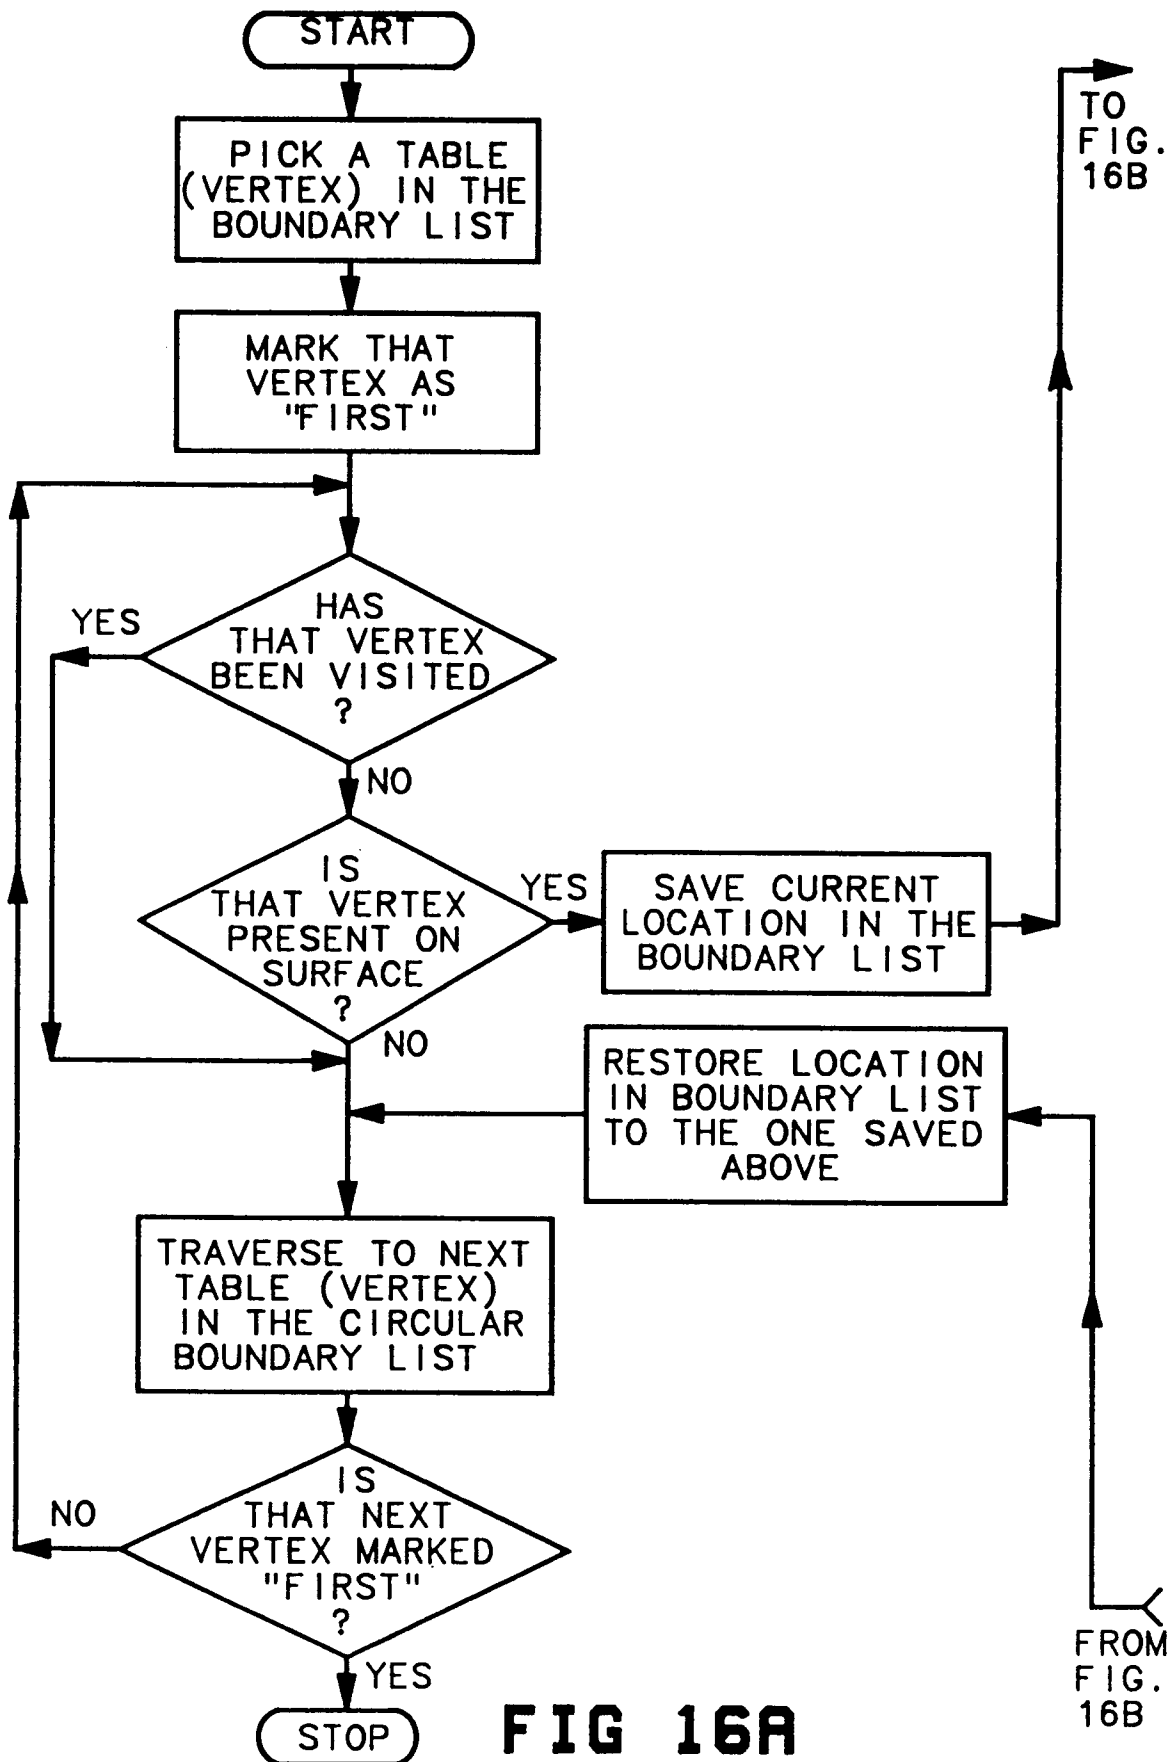 START
PICK A TABLE
(VERTEX) IN THE
BOUNDARY LIST
MARK THAT
VERTEX AS
"FIRST"
HAS
THAT VERTEX
BEEN VISITED
?
YES
NO
IS
THAT VERTEX
PRESENT ON
SURFACE
?
YES
NO
SAVE CURRENT
LOCATION IN THE
BOUNDARY LIST
TO
FIG.
16B
RESTORE LOCATION
IN BOUNDARY LIST
TO THE ONE SAVED
ABOVE
TRAVERSE TO NEXT
TABLE (VERTEX)
IN THE CIRCULAR
BOUNDARY LIST
IS
THAT NEXT
VERTEX MARKED
"FIRST"
?
NO
YES
STOP
FROM
FIG.
16B
FIG 16A